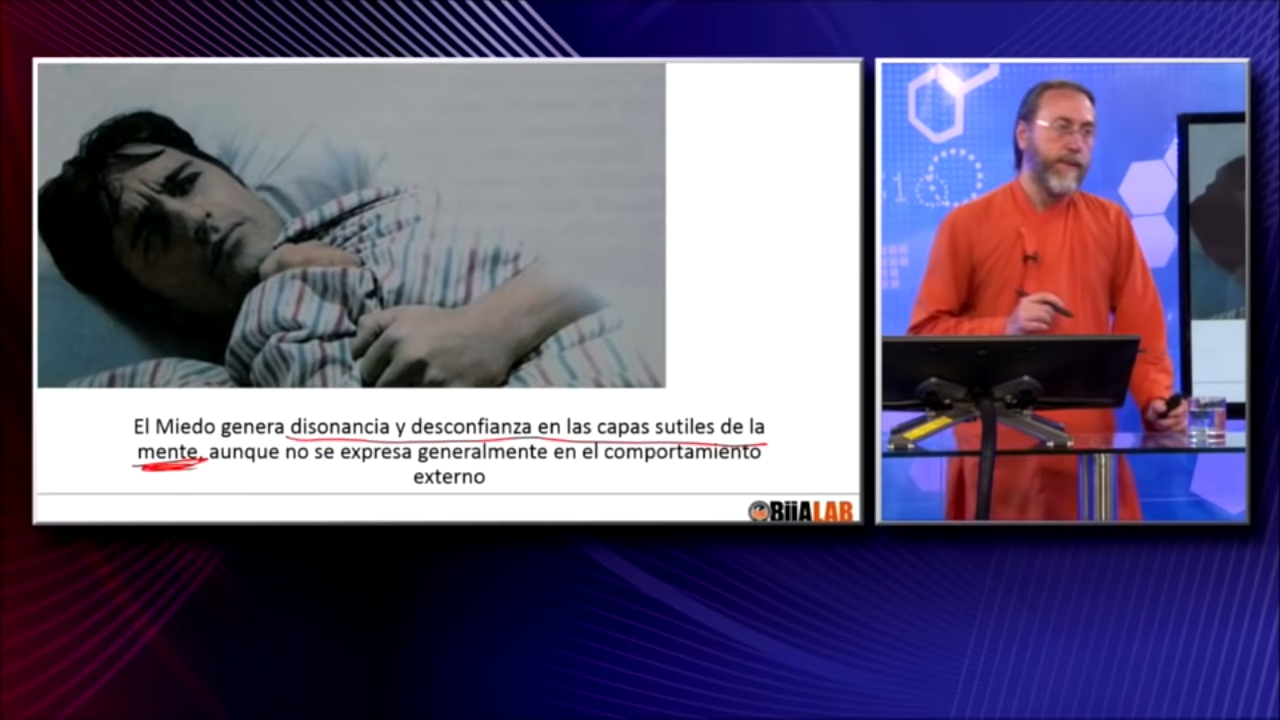 El Miedo genera disonancia y desconfianza en las capas sutiles de la
mente, aunque no se expresa generalmente en el comportamiento
externo
BiiALAB